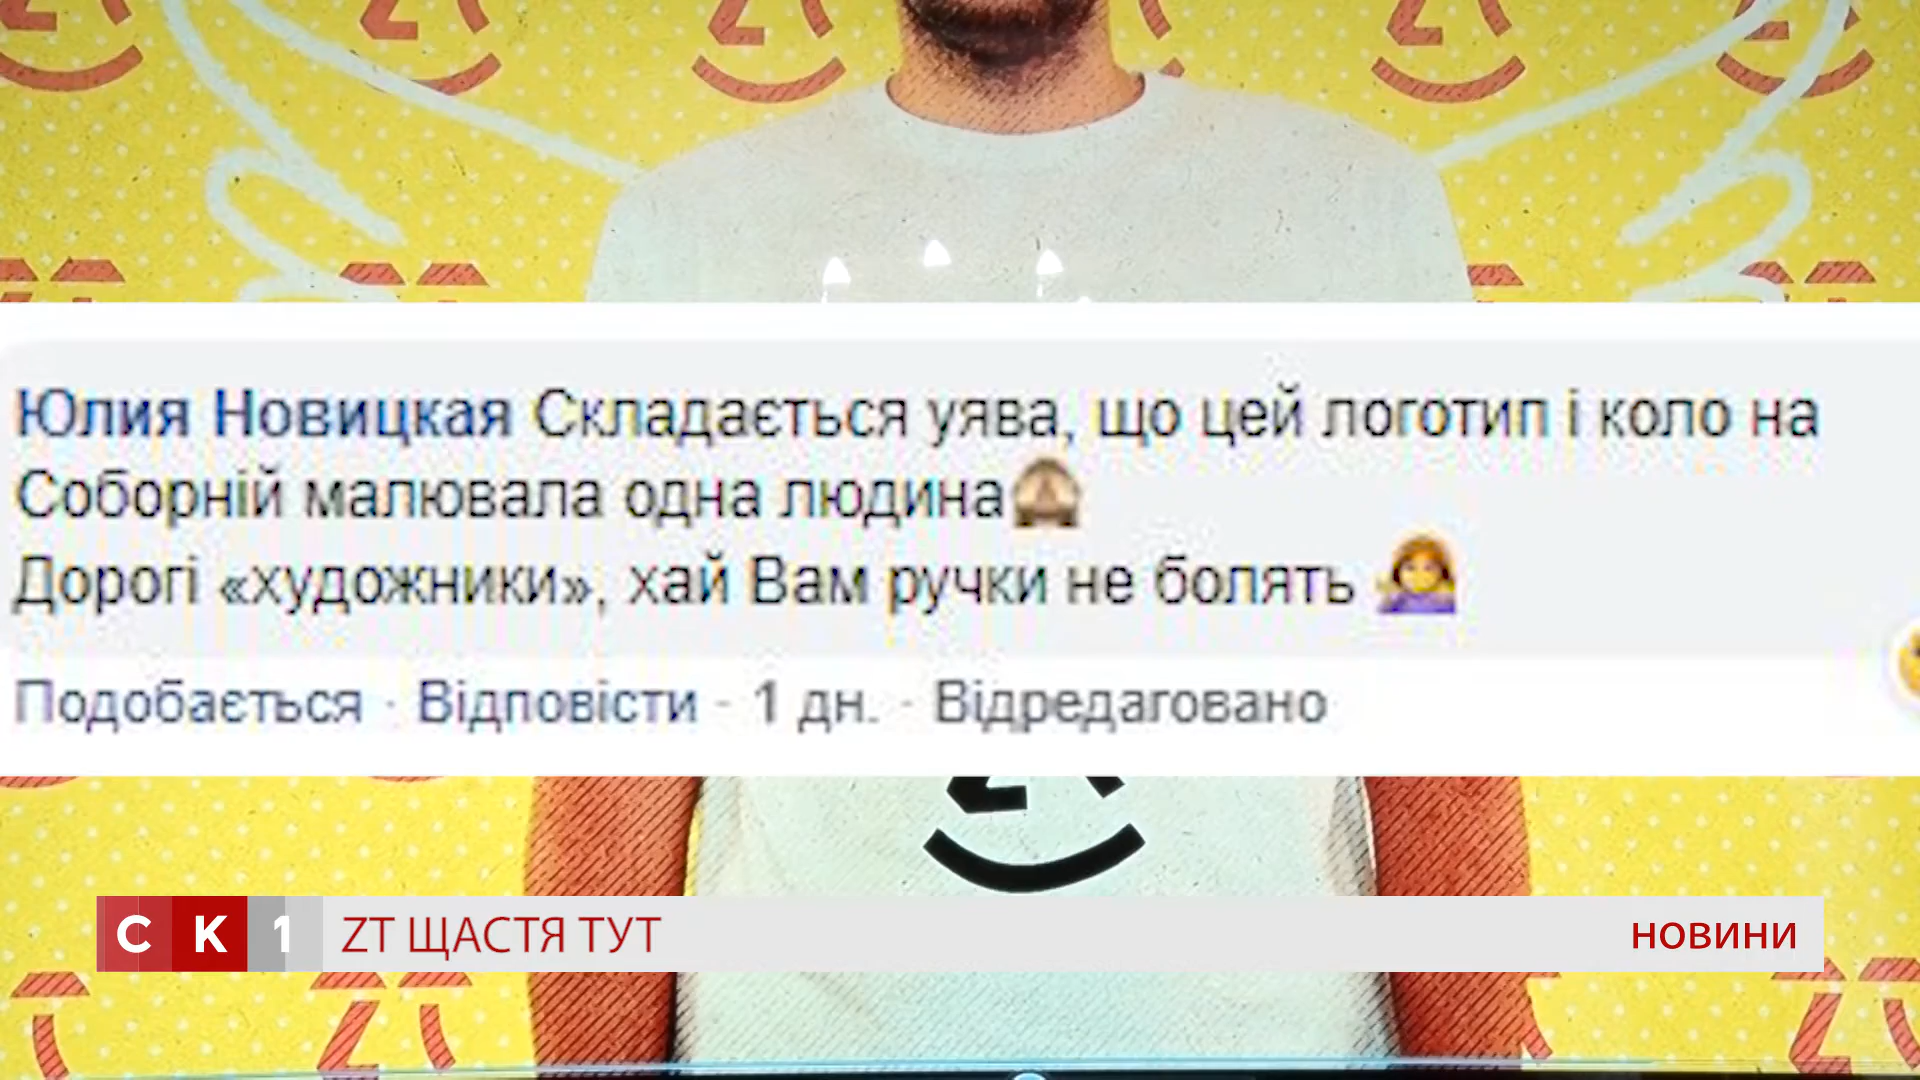 Юлия Новицкая Складається уява, що цей логотип і коло на
Соборній малювала одна людина🙈
Дорогі «художники», хай Вам ручки не болять 🤷‍♀️
Подобається · Відповісти · 1 дн. · Відредаговано
СК1 ZT ЩАСТЯ ТУТ НОВИНИ